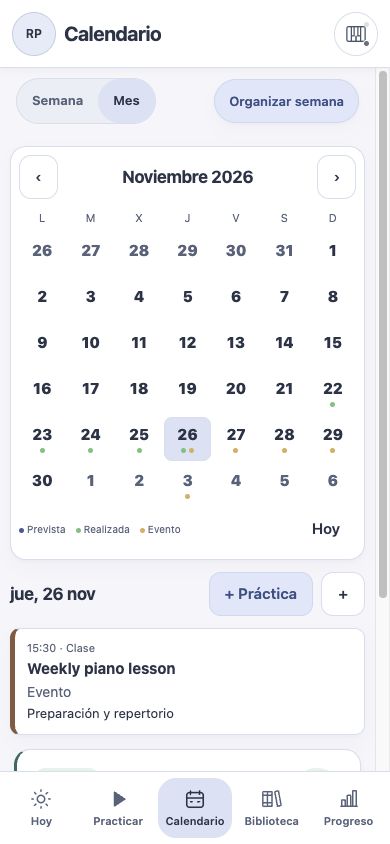 RP Calendario
Semana Mes Organizar semana
‹ Noviembre 2026 ›
L M X J V S D
26 27 28 29 30 31 1
2 3 4 5 6 7 8
9 10 11 12 13 14 15
16 17 18 19 20 21 22
23 24 25 26 27 28 29
30 1 2 3 4 5 6
Prevista Realizada Evento Hoy
jue, 26 nov + Práctica +
15:30 · Clase
Weekly piano lesson
Evento
Preparación y repertorio
Hoy Practicar Calendario Biblioteca Progreso